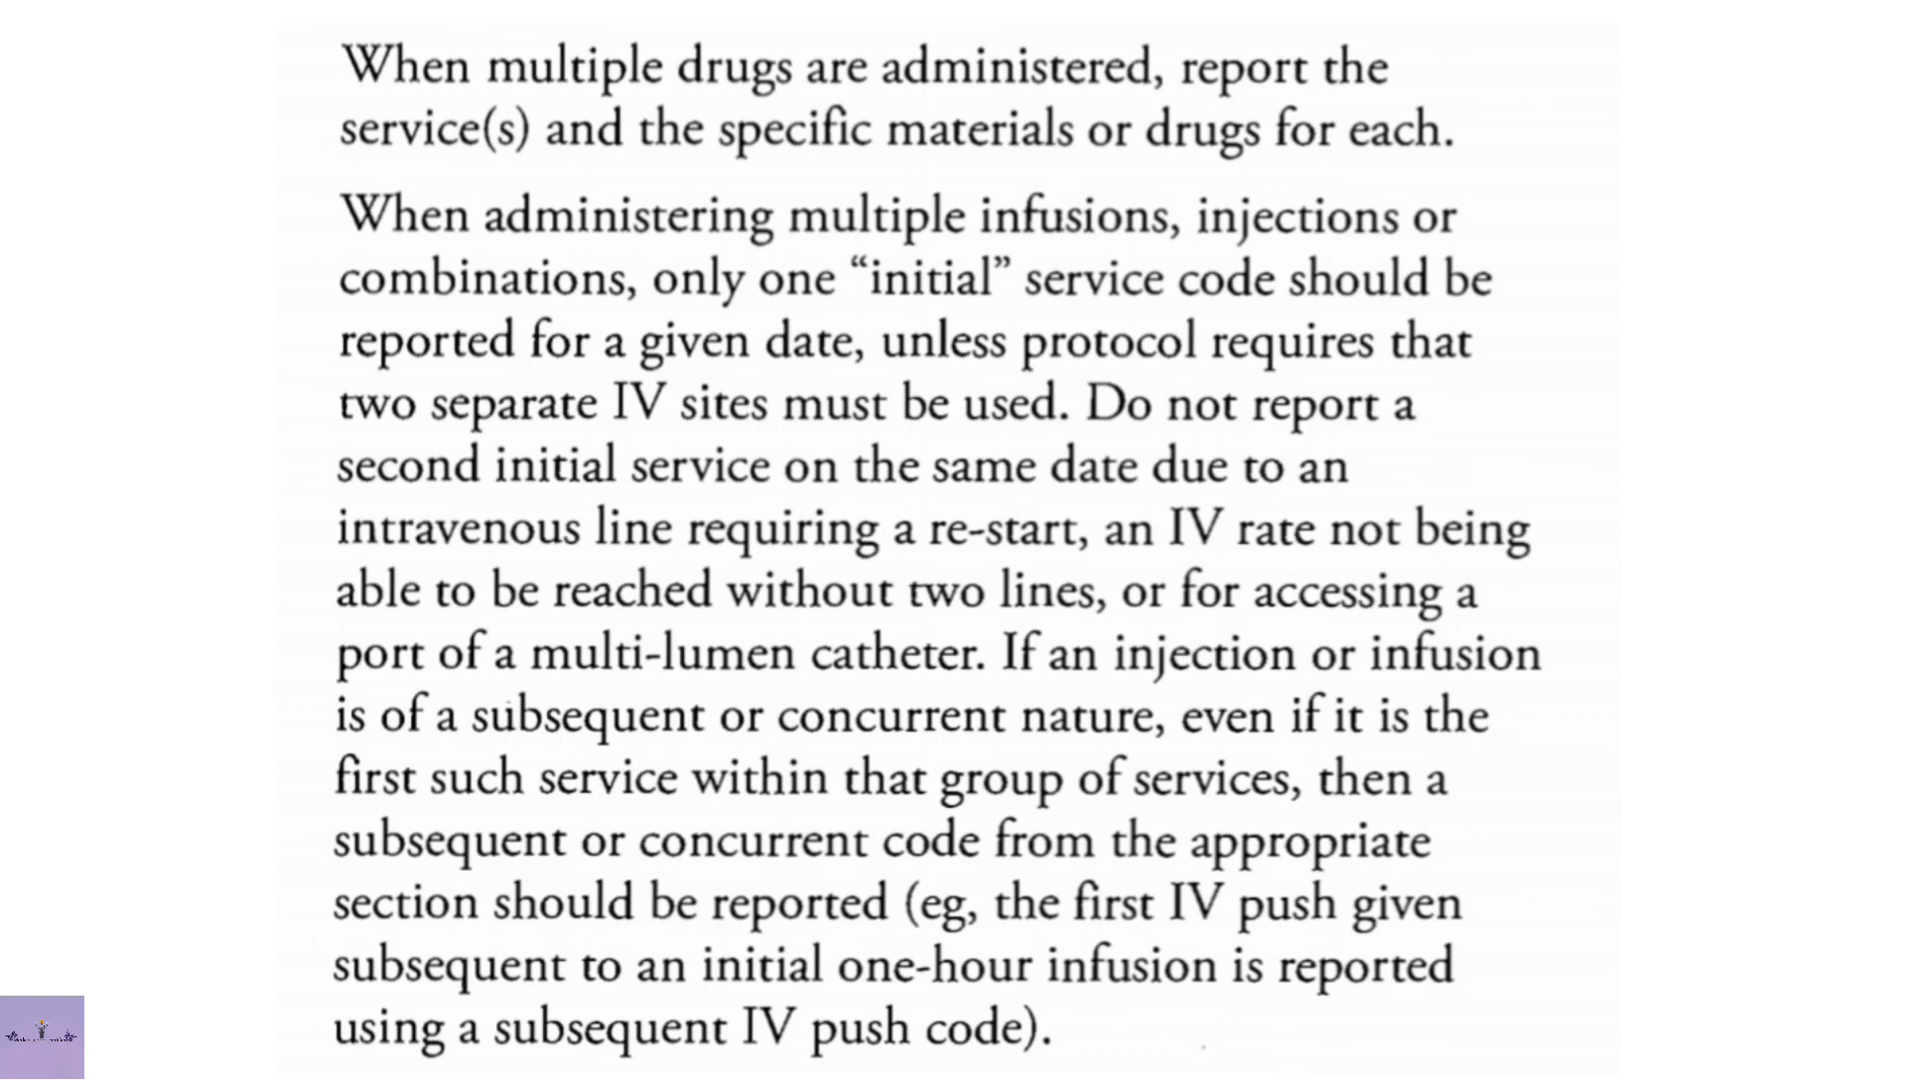 When multiple drugs are administered, report the
service(s) and the specific materials or drugs for each.
When administering multiple infusions, injections or
combinations, only one “initial” service code should be
reported for a given date, unless protocol requires that
two separate IV sites must be used. Do not report a
second initial service on the same date due to an
intravenous line requiring a re-start, an IV rate not being
able to be reached without two lines, or for accessing a
port of a multi-lumen catheter. If an injection or infusion
is of a subsequent or concurrent nature, even if it is the
first such service within that group of services, then a
subsequent or concurrent code from the appropriate
section should be reported (eg, the first IV push given
subsequent to an initial one-hour infusion is reported
using a subsequent IV push code).